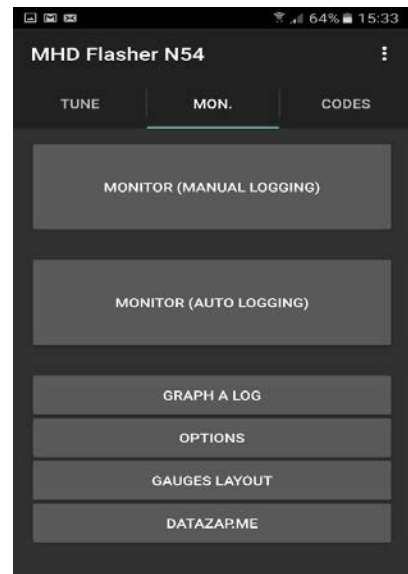 64% 15:33
MHD Flasher N54
TUNE MON. CODES
MONITOR (MANUAL LOGGING)
MONITOR (AUTO LOGGING)
GRAPH A LOG
OPTIONS
GAUGES LAYOUT
DATAZAP.ME